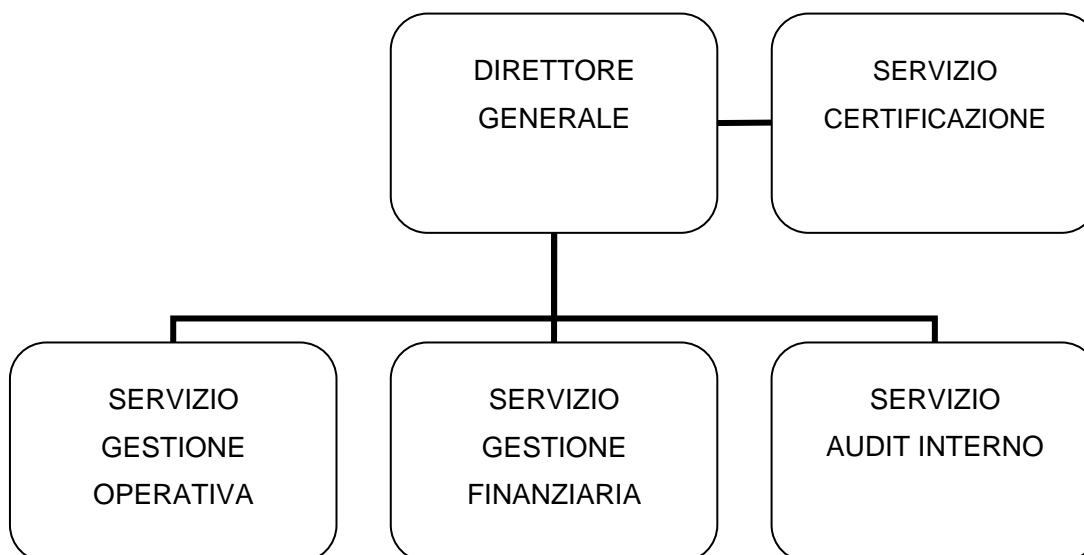 DIRETTORE
GENERALE
SERVIZIO
CERTIFICAZIONE
SERVIZIO
GESTIONE
OPERATIVA
SERVIZIO
GESTIONE
FINANZIARIA
SERVIZIO
AUDIT INTERNO